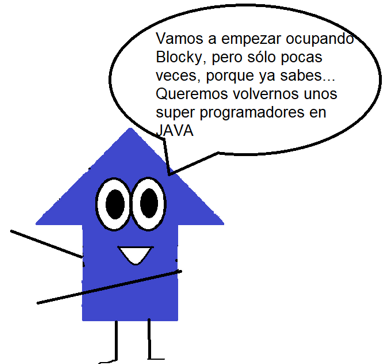 Vamos a empezar ocupando
Blocky, pero sólo pocas
veces, porque ya sabes...
Queremos volvernos unos
super programadores en
JAVA